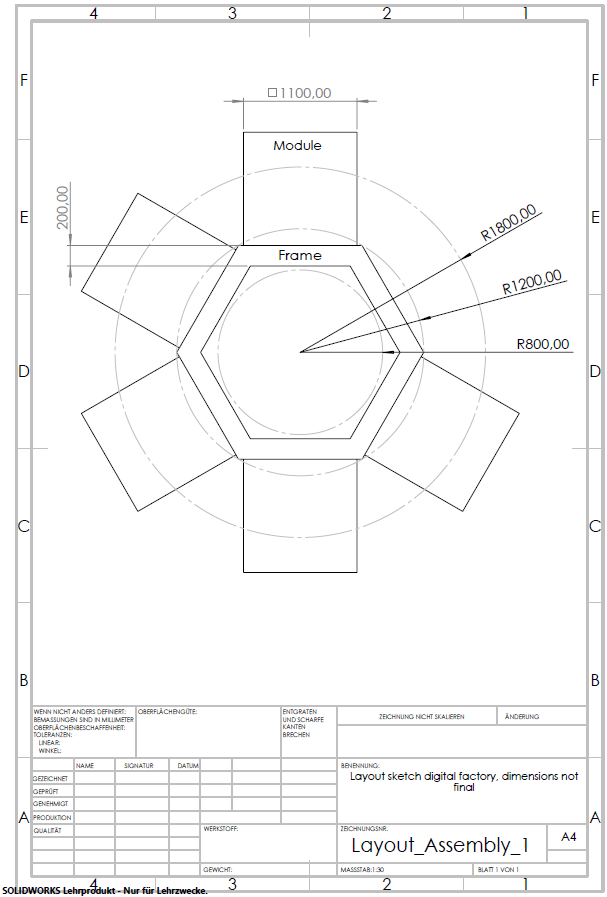 4 3 2 1
F F
□1100,00
Module
E E
200,00
R1800,00
Frame
R1200,00
R800,00
D D
C C
B B
WENN NICHT ANDERS DEFINIERT:
BEMASSUNGEN SIND IN MILLIMETER
OBERFLÄCHENBESCHAFFENHEIT:
TOLERANZEN:
LINEAR:
WINKEL:
OBERFLÄCHENGÜTE:
ENTGRATEN
UND SCHARFE
KANTEN
BRECHEN
ZEICHNUNG NICHT SKALIEREN
ÄNDERUNG
NAME SIGNATUR DATUM
GEZEICHNET
GEPRÜFT
GENEHMIGT
PRODUKTION
QUALITÄT
BENENNUNG:
Layout sketch digital factory, dimensions not
final
A A
WERKSTOFF:
ZEICHNUNGSNR.
Layout_Assembly_1
A4
GEWICHT:
MASSSTAB:1:30
BLATT 1 VON 1
4 3 2 1
SOLIDWORKS Lehrprodukt - Nur für Lehrzwecke.